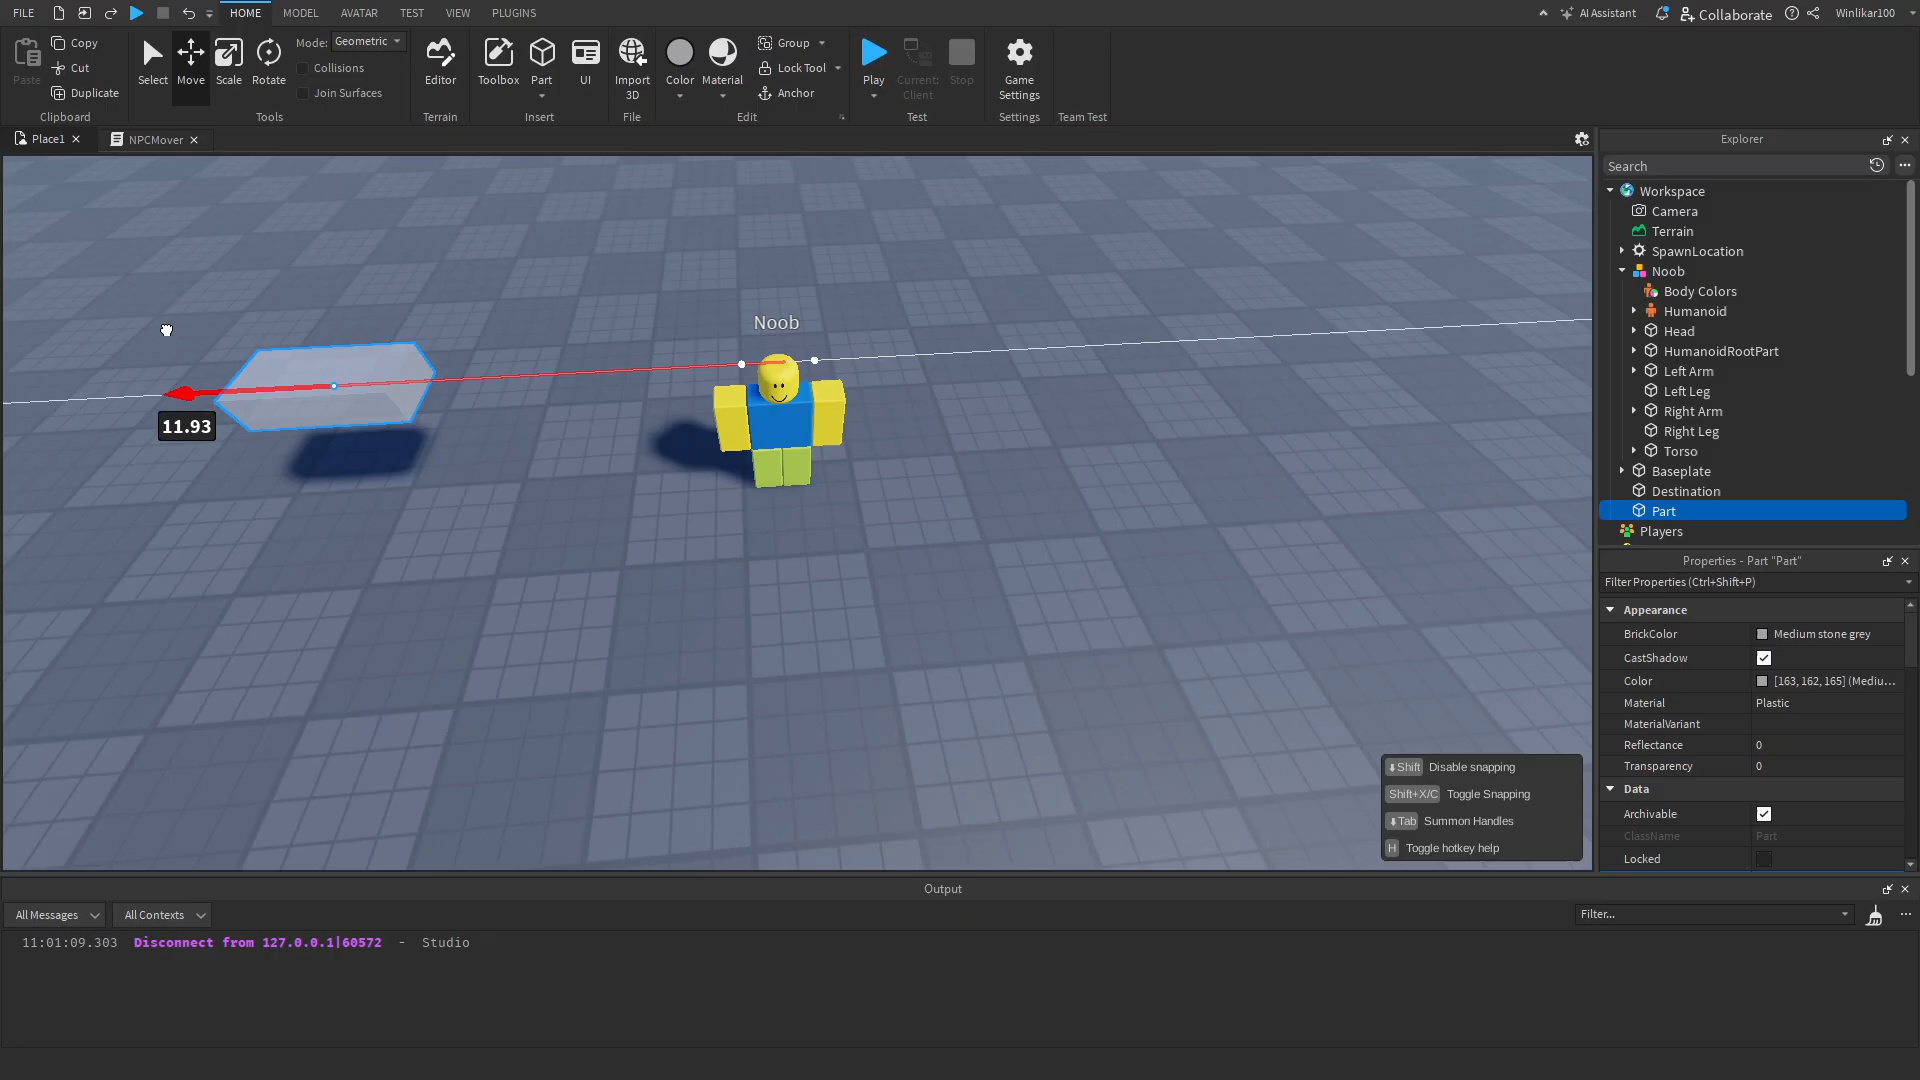 FILE HOME MODEL AVATAR TEST VIEW PLUGINS AI Assistant Collaborate Winlikar100
Paste Copy Cut Duplicate
Clipboard
Select Move Scale Rotate Mode: Geometric Collisions Join Surfaces
Tools
Editor
Terrain
Toolbox Part UI
Insert
Import 3D
File
Color Material Group Lock Tool Anchor
Edit
Play Current: Client Stop
Test
Game Settings
Settings
Team Test
Place1 NPCMover
Noob
11.93
Shift Disable snapping
Shift+X/C Toggle Snapping
Tab Summon Handles
H Toggle hotkey help
Explorer
Search
Workspace
Camera
Terrain
SpawnLocation
Noob
Body Colors
Humanoid
Head
HumanoidRootPart
Left Arm
Left Leg
Right Arm
Right Leg
Torso
Baseplate
Destination
Part
Players
Properties - Part "Part"
Filter Properties (Ctrl+Shift+P)
Appearance
BrickColor Medium stone grey
CastShadow
Color [163, 162, 165] (Mediu...
Material Plastic
MaterialVariant
Reflectance 0
Transparency 0
Data
Archivable
ClassName Part
Locked
Output
All Messages All Contexts Filter...
11:01:09.303 Disconnect from 127.0.0.1|60572 - Studio